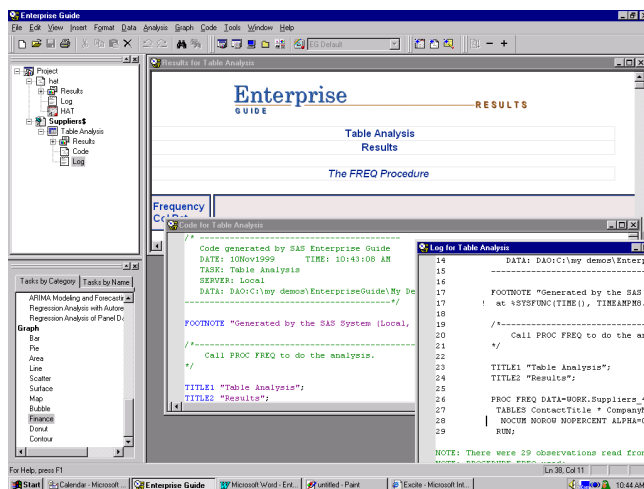 Enterprise Guide
File Edit View Insert Format Data Analysis Graph Code Tools Window Help
EG Default
Project
hat
Results
Log
HAT
Suppliers$
Table Analysis
Results
Code
Log
Tasks by Category Tasks by Name
ARIMA Modeling and Forecasting
Regression Analysis with Autore
Regression Analysis of Panel Da
Graph
Bar
Pie
Area
Line
Scatter
Surface
Map
Bubble
Finance
Donut
Contour
Results for Table Analysis
Enterprise
GUIDE
RESULTS
Table Analysis
Results
The FREQ Procedure
Frequency
Col Pct
Code for Table Analysis
/* ----------------------------------------
Code generated by SAS Enterprise Guide
DATE: 10Nov1999 TIME: 10:43:08 AM
TASK: Table Analysis
SERVER: Local
DATA: DAO:C:\my demos\EnterpriseGuide\My De
----------------------------------------*/
FOOTNOTE "Generated by the SAS System (Local,
/*----------------------------------------
Call PROC FREQ to do the analysis.
*/
TITLE1 "Table Analysis";
TITLE2 "Results";
Log for Table Analysis
14 DATA: DAO:C:\my demos\Enterp
15 ----------------------------
16
17 FOOTNOTE "Generated by the SAS
17 ! at %SYSFUNC(TIME(), TIMEAMPM8.
18
19 /*----------------------------
20 Call PROC FREQ to do the an
21 */
22
23 TITLE1 "Table Analysis";
24 TITLE2 "Results";
25
26 PROC FREQ DATA=WORK.Suppliers_
27 TABLES ContactTitle * CompanyN
28 NOCUM NOROW NOPERCENT ALPHA=0
29 RUN;
NOTE: There were 29 observations read from
For Help, press F1
Ln 38, Col 11
Start Calendar - Microsoft ... Enterprise Guide Microsoft Word - Ent... untitled - Paint Excite - Microsoft Int... 10:44 AM